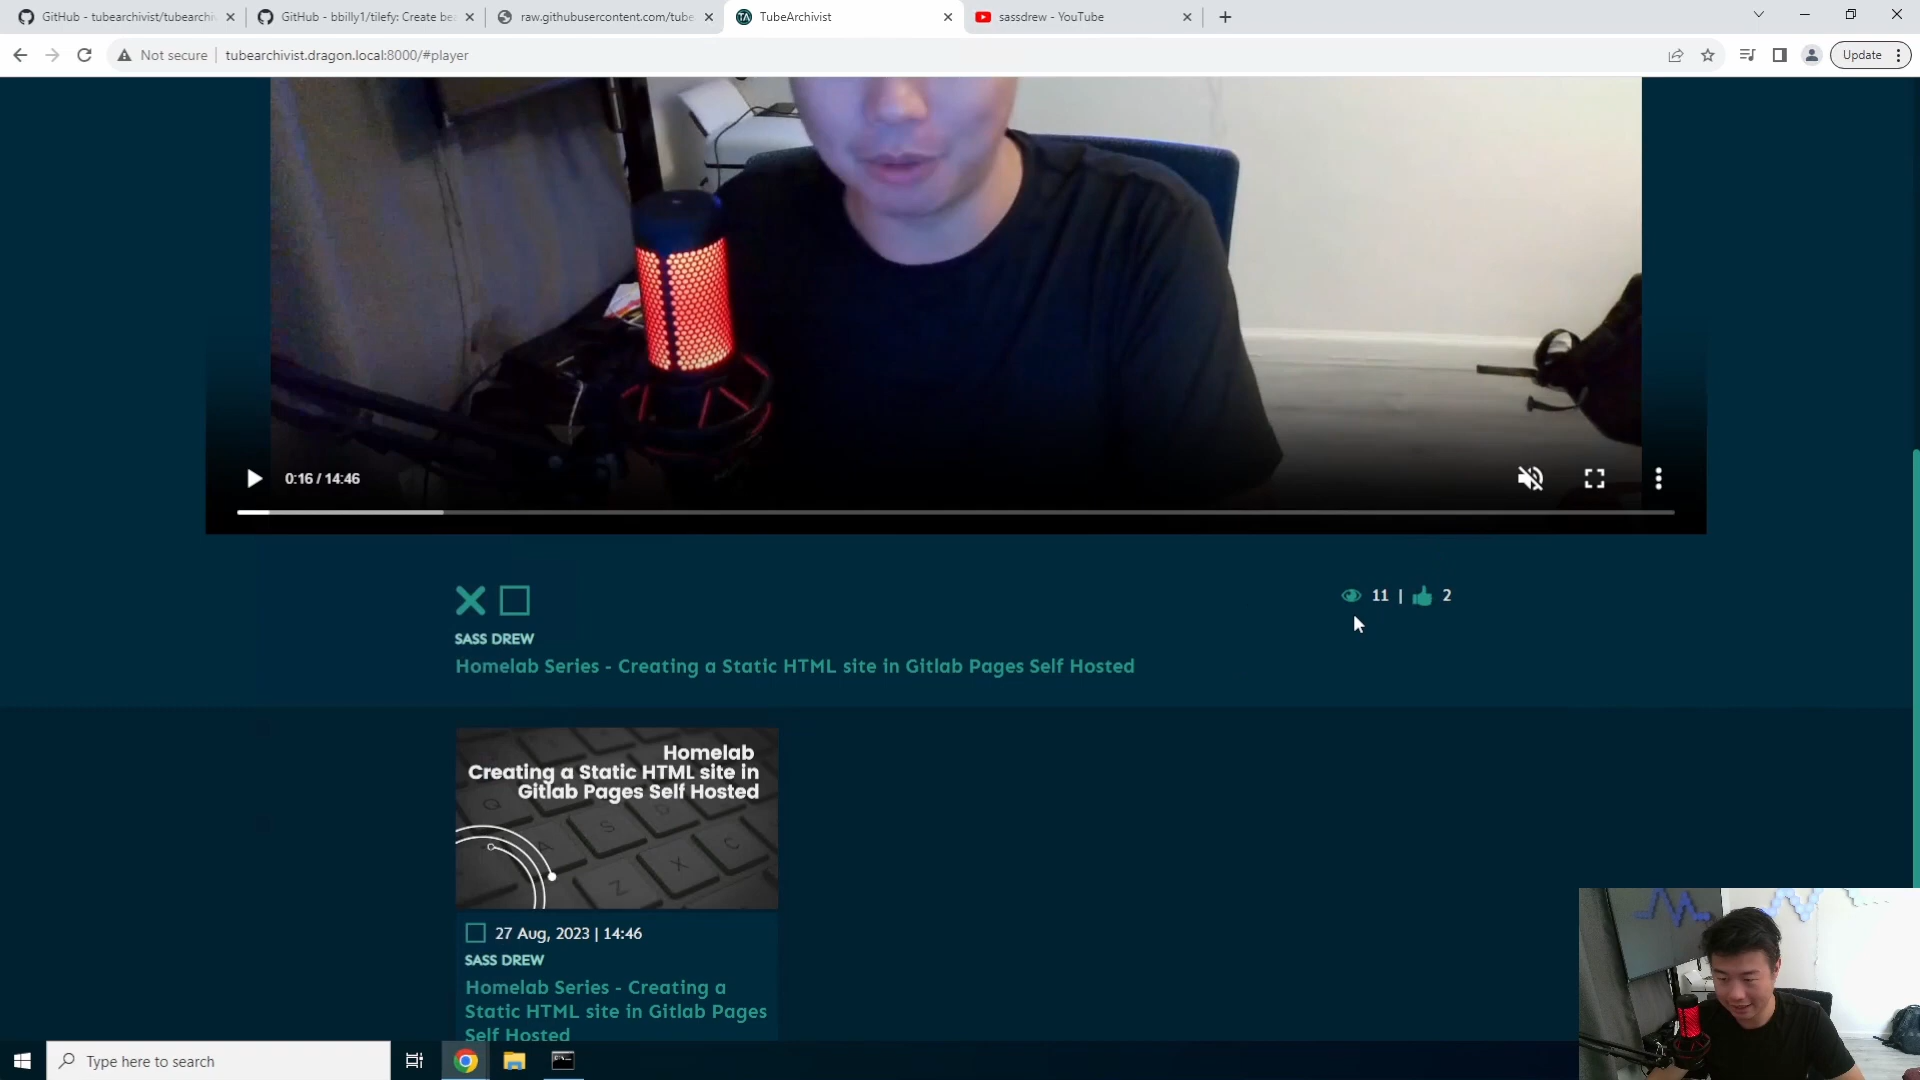 GitHub - tubearchivist/tubearchiv
GitHub - bbilly1/tilefy: Create be
raw.githubusercontent.com/tube
TubeArchivist
sassdrew - YouTube
Not secure
tubearchivist.dragon.local:8000/#player
Update
0:16 / 14:46
11 | 2
SASS DREW
Homelab Series - Creating a Static HTML site in Gitlab Pages Self Hosted
Homelab
Creating a Static HTML site in
Gitlab Pages Self Hosted
27 Aug, 2023 | 14:46
SASS DREW
Homelab Series - Creating a
Static HTML site in Gitlab Pages
Self Hosted
Type here to search